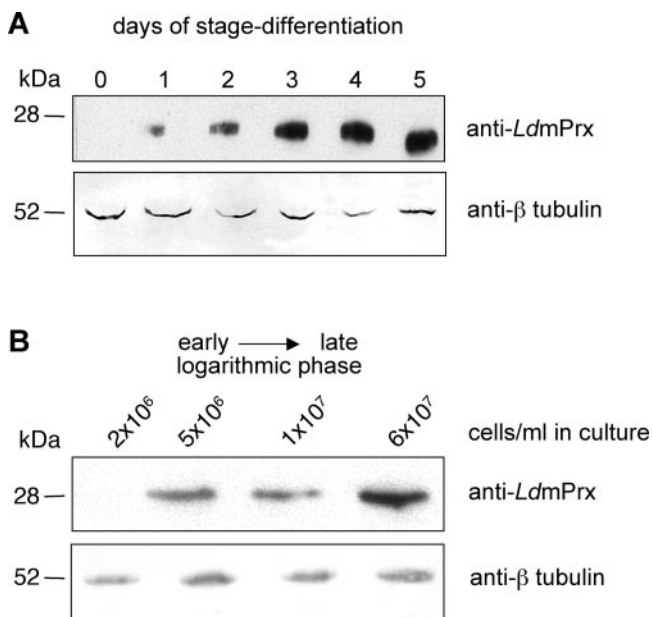 A
days of stage-differentiation
kDa 0 1 2 3 4 5
28 anti-LdmPrx
52 anti-β tubulin
B
early → late
logarithmic phase
2x10⁶ 5x10⁶ 1x10⁷ 6x10⁷ cells/ml in culture
kDa
28 anti-LdmPrx
52 anti-β tubulin